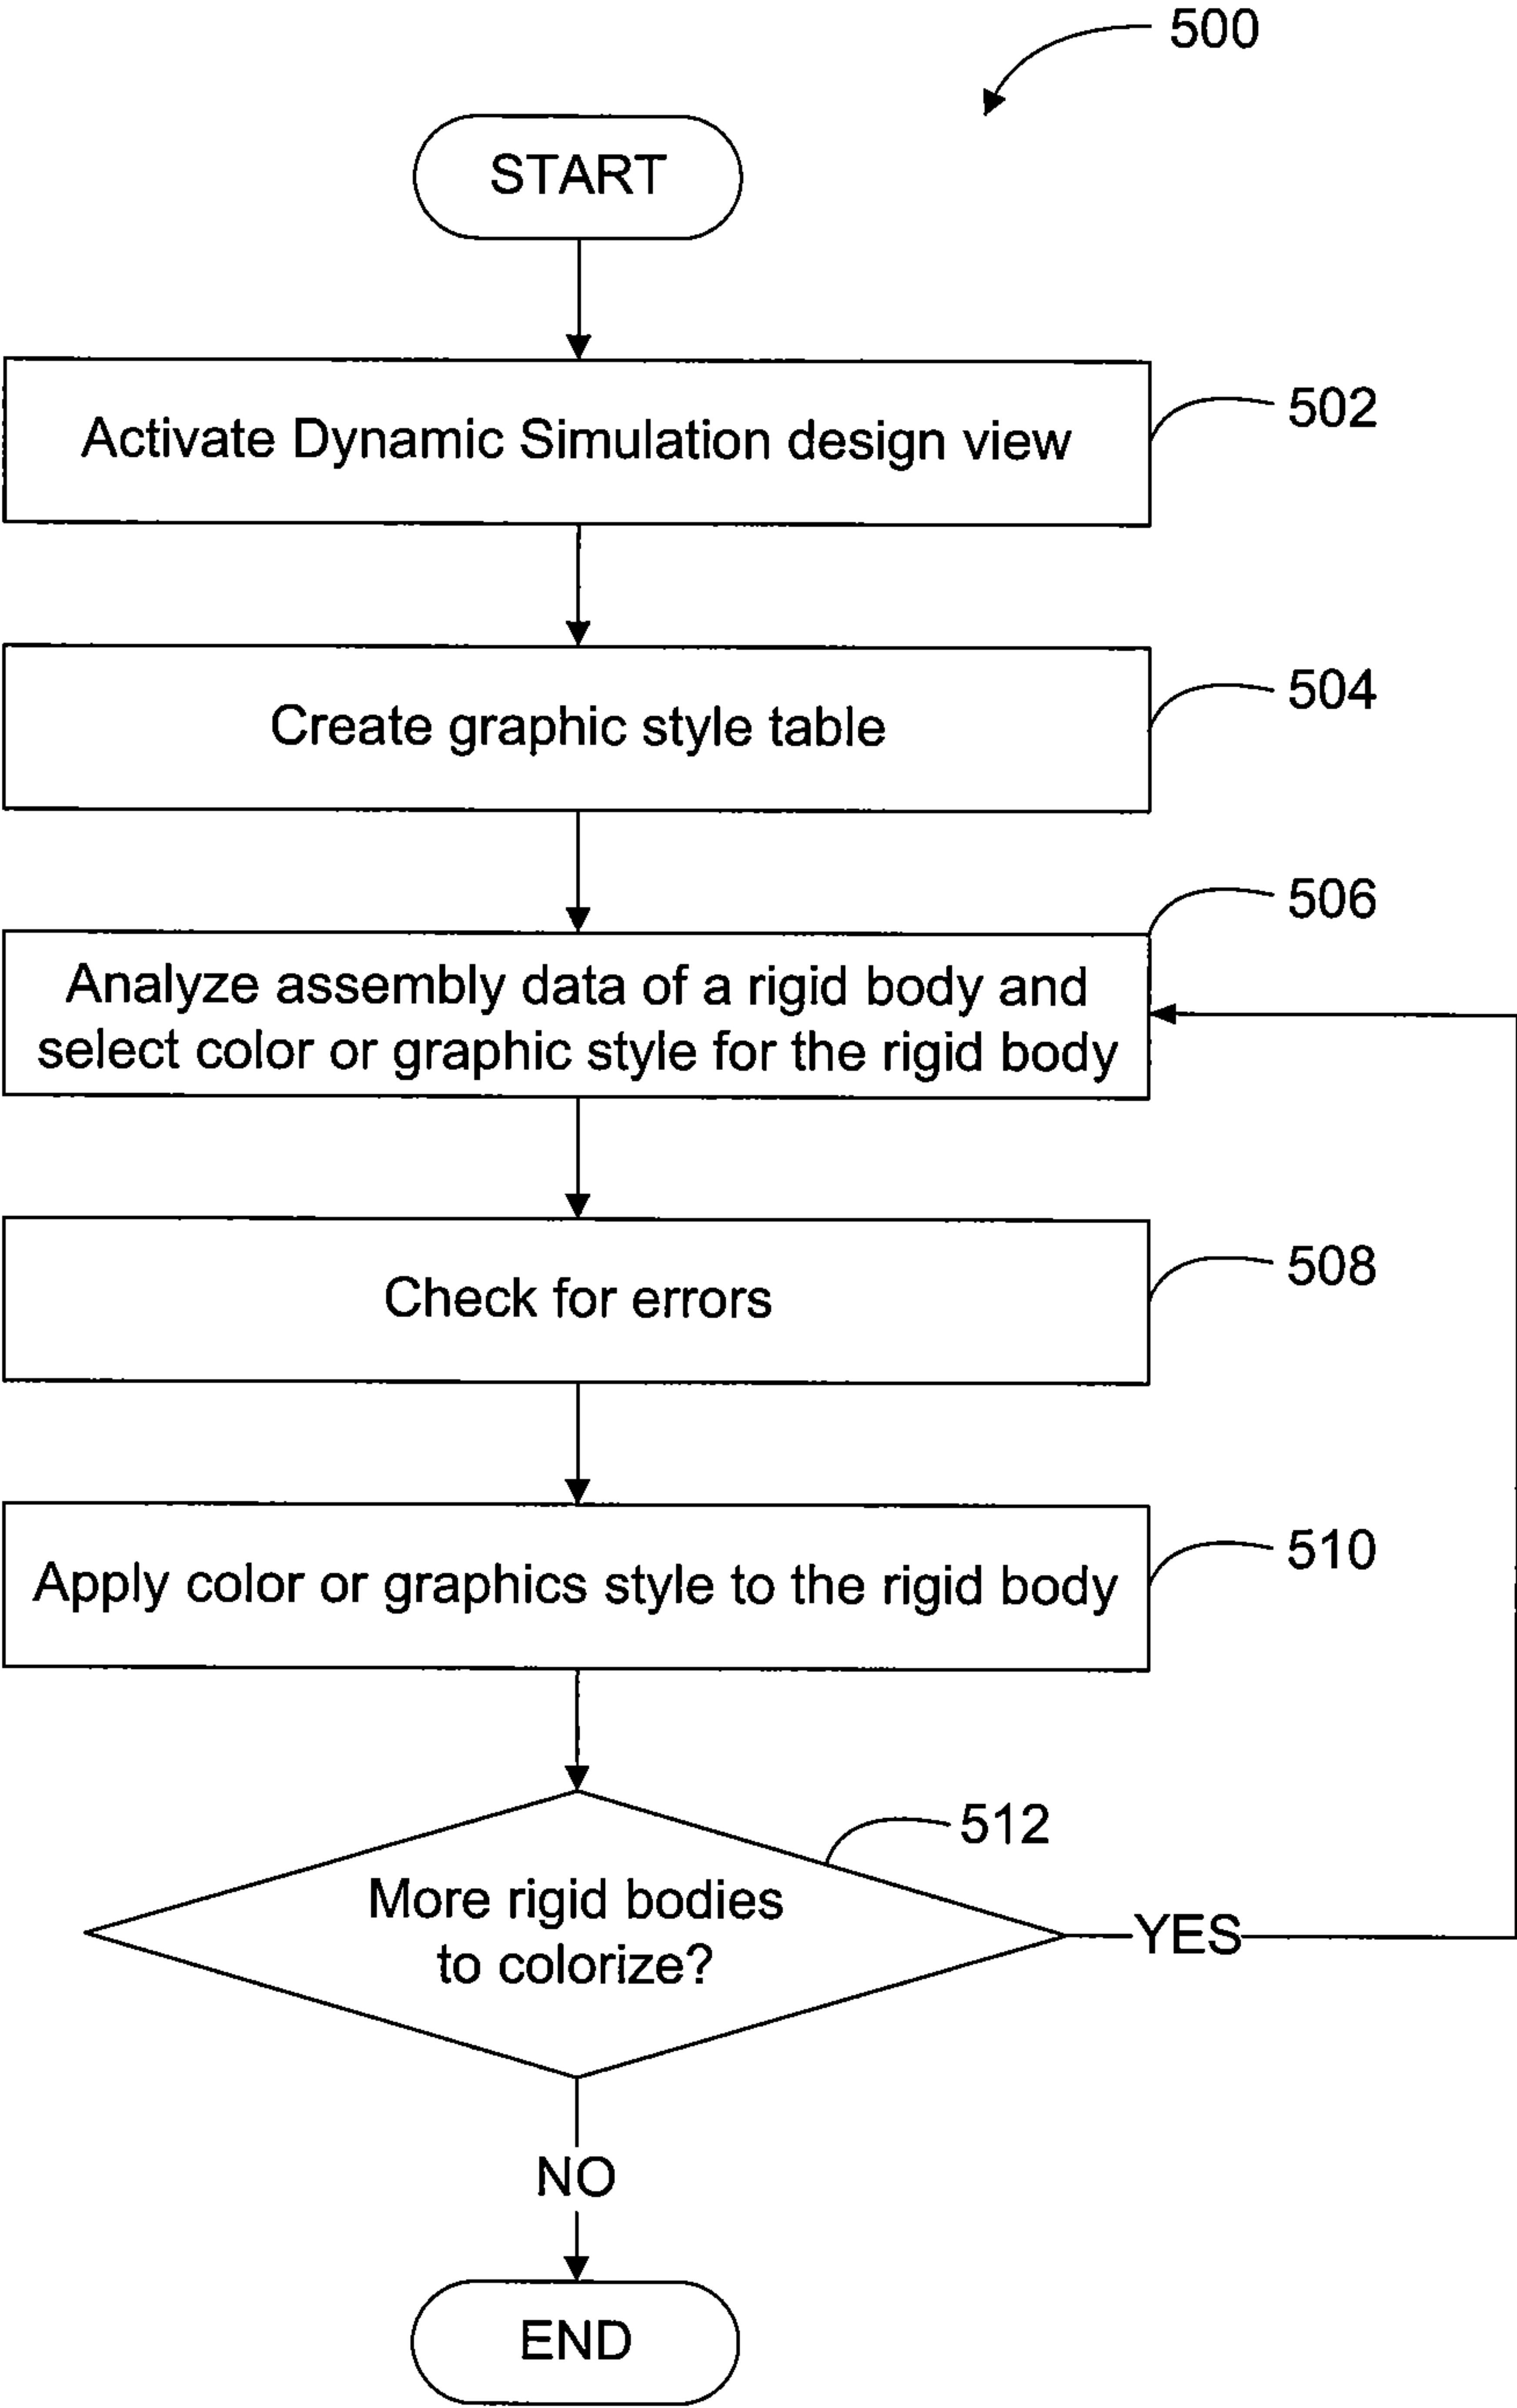 500
START
Activate Dynamic Simulation design view
502
Create graphic style table
504
506
Analyze assembly data of a rigid body and
select color or graphic style for the rigid body
Check for errors
508
Apply color or graphics style to the rigid body
510
512
More rigid bodies
to colorize?
YES
NO
END